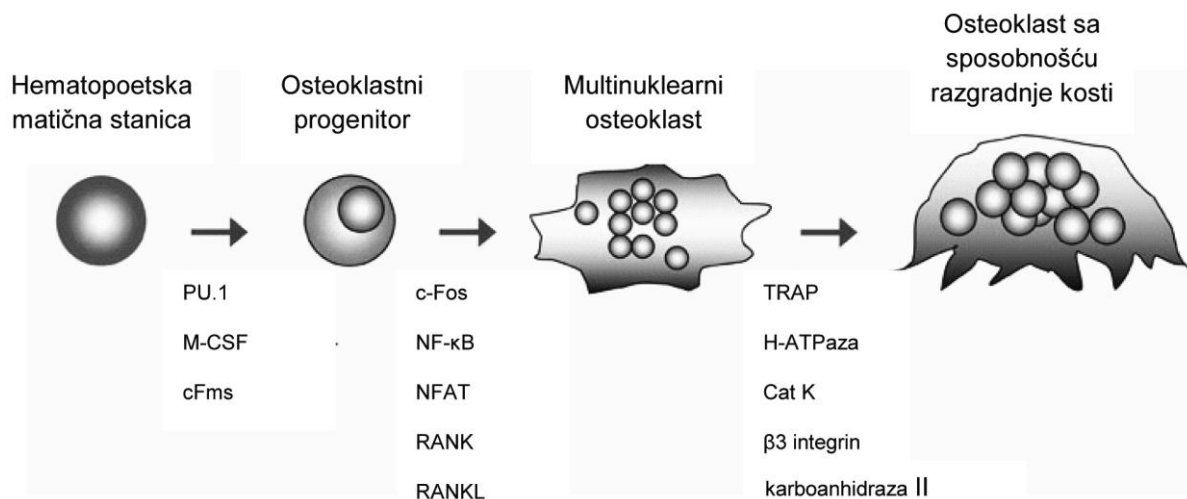 Hematopoetska
matična stanica
Osteoklastni
progenitor
Multinuklearni
osteoklast
Osteoklast sa
sposobnošću
razgradnje kosti
PU.1
M-CSF
cFms
c-Fos
NF-κB
NFAT
RANK
RANKL
TRAP
H-ATPaza
Cat K
β3 integrin
karboanhidraza II